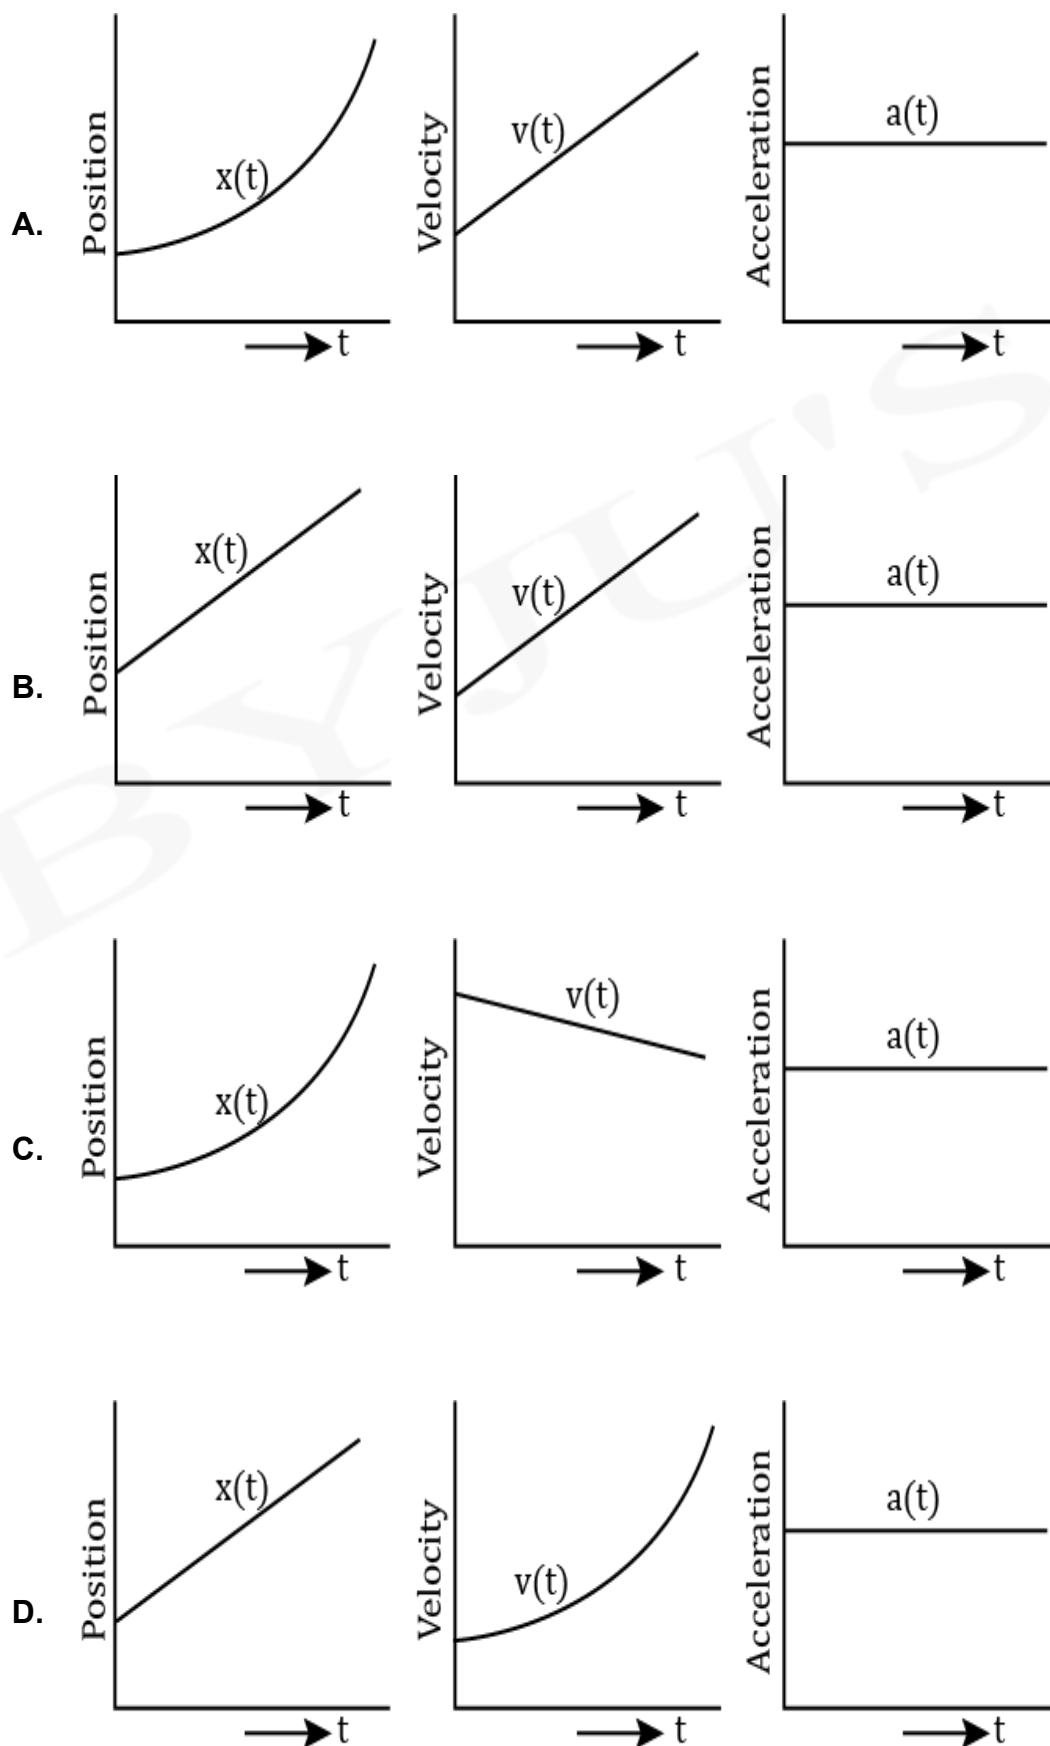 A.
Position
x(t)
t
Velocity
v(t)
t
Acceleration
a(t)
t
B.
Position
x(t)
t
Velocity
v(t)
t
Acceleration
a(t)
t
C.
Position
x(t)
t
Velocity
v(t)
t
Acceleration
a(t)
t
D.
Position
x(t)
t
Velocity
v(t)
t
Acceleration
a(t)
t
BYJU'S